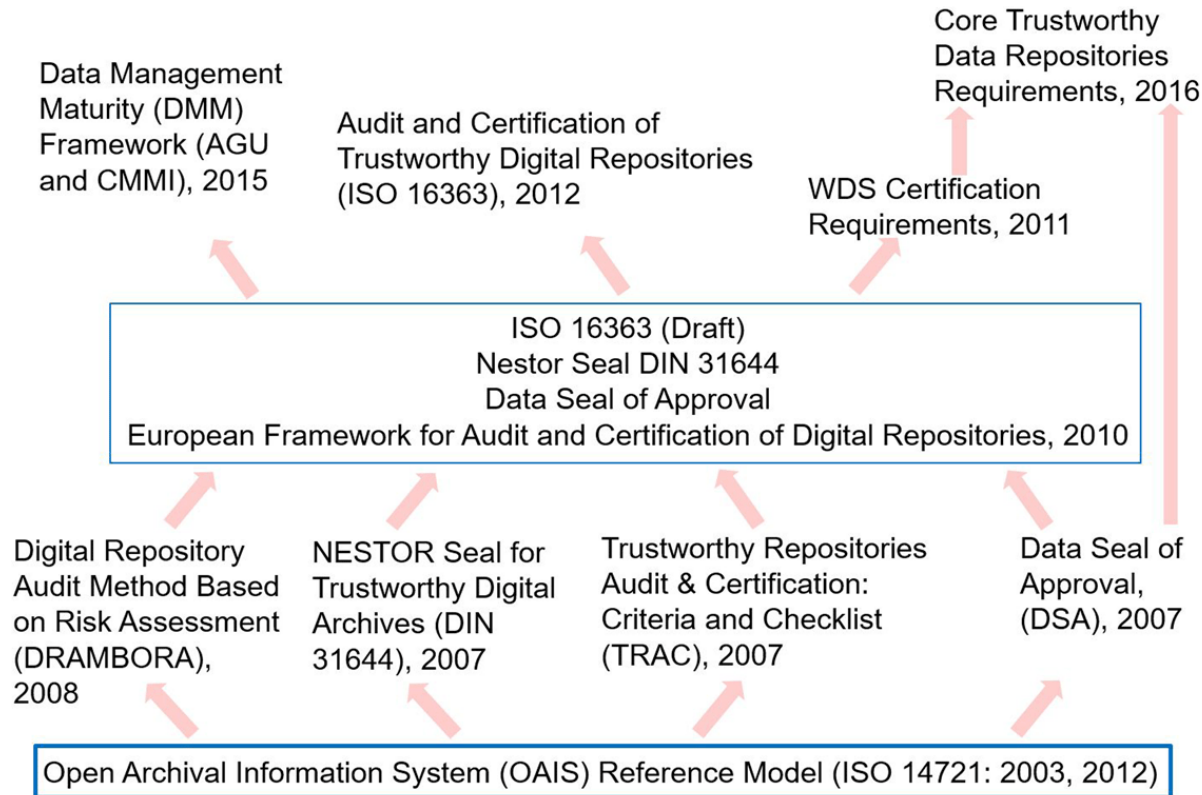 Core Trustworthy
Data Repositories
Requirements, 2016
Data Management
Maturity (DMM)
Framework (AGU
and CMMI), 2015
Audit and Certification of
Trustworthy Digital Repositories
(ISO 16363), 2012
WDS Certification
Requirements, 2011
ISO 16363 (Draft)
Nestor Seal DIN 31644
Data Seal of Approval
European Framework for Audit and Certification of Digital Repositories, 2010
Digital Repository
Audit Method Based
on Risk Assessment
(DRAMBORA),
2008
NESTOR Seal for
Trustworthy Digital
Archives (DIN
31644), 2007
Trustworthy Repositories
Audit & Certification:
Criteria and Checklist
(TRAC), 2007
Data Seal of
Approval,
(DSA), 2007
Open Archival Information System (OAIS) Reference Model (ISO 14721: 2003, 2012)